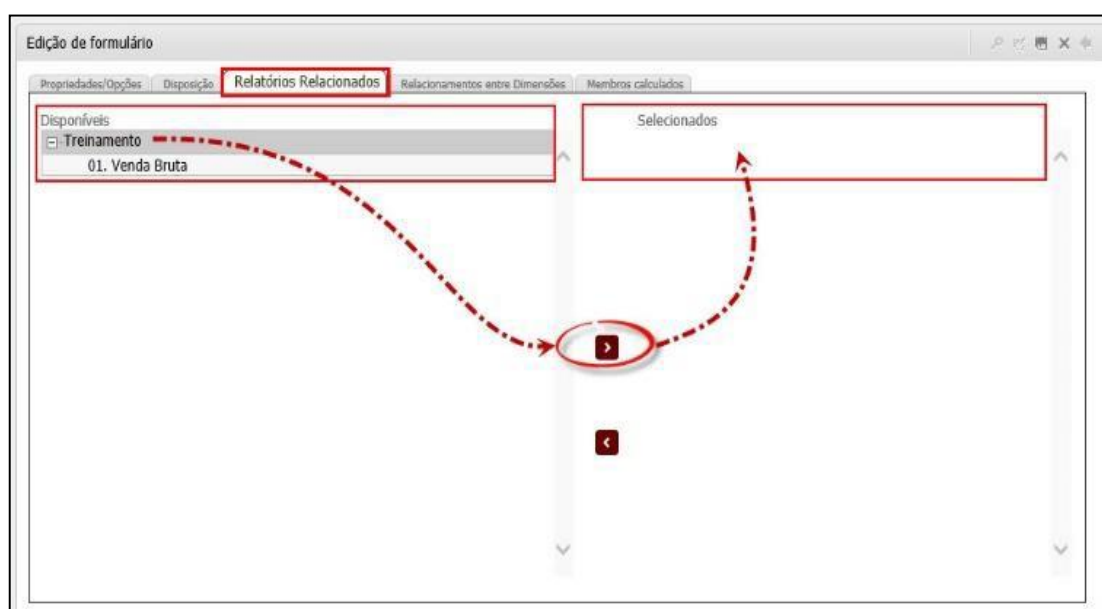 Edição de formulário
Propriedades/Opções Disposição Relatórios Relacionados Relacionamentos entre Dimensões Membros calculados
Disponíveis Selecionados
Treinamento
01. Venda Bruta